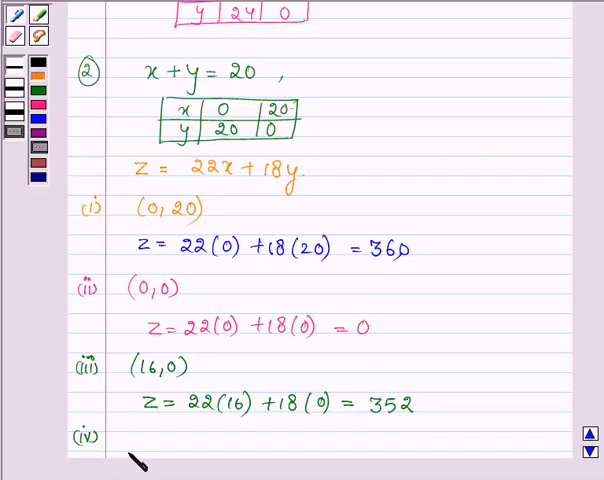 y 24 0
② x + y = 20 ,
x 0 20
y 20 0
z = 22x + 18y.
(i) (0, 20)
z = 22(0) + 18(20) = 360
(ii) (0,0)
z = 22(0) + 18(0) = 0
(iii) (16,0)
z = 22(16) + 18(0) = 352
(iv)